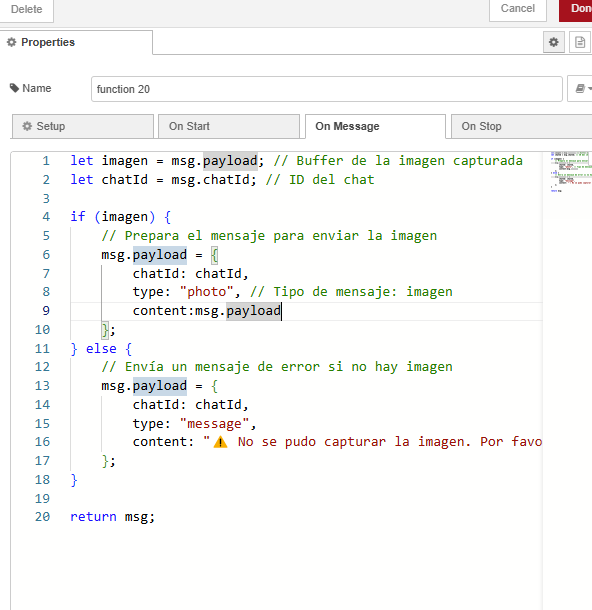 Delete
Cancel
Don
Properties
Name
function 20
Setup
On Start
On Message
On Stop
1 let imagen = msg.payload; // Buffer de la imagen capturada
2 let chatId = msg.chatId; // ID del chat
3
4 if (imagen) {
5 // Prepara el mensaje para enviar la imagen
6 msg.payload = {
7 chatId: chatId,
8 type: "photo", // Tipo de mensaje: imagen
9 content:msg.payload
10 };
11 } else {
12 // Envía un mensaje de error si no hay imagen
13 msg.payload = {
14 chatId: chatId,
15 type: "message",
16 content: "⚠️ No se pudo capturar la imagen. Por favo
17 };
18 }
19
20 return msg;